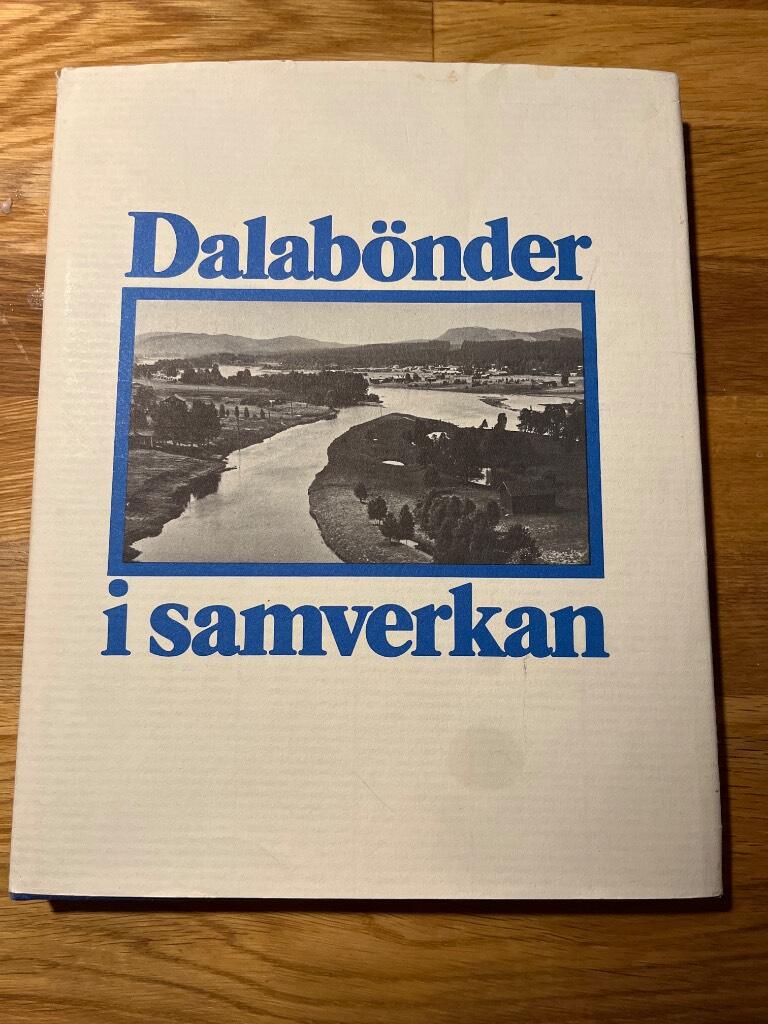 Dalabönder
i samverkan